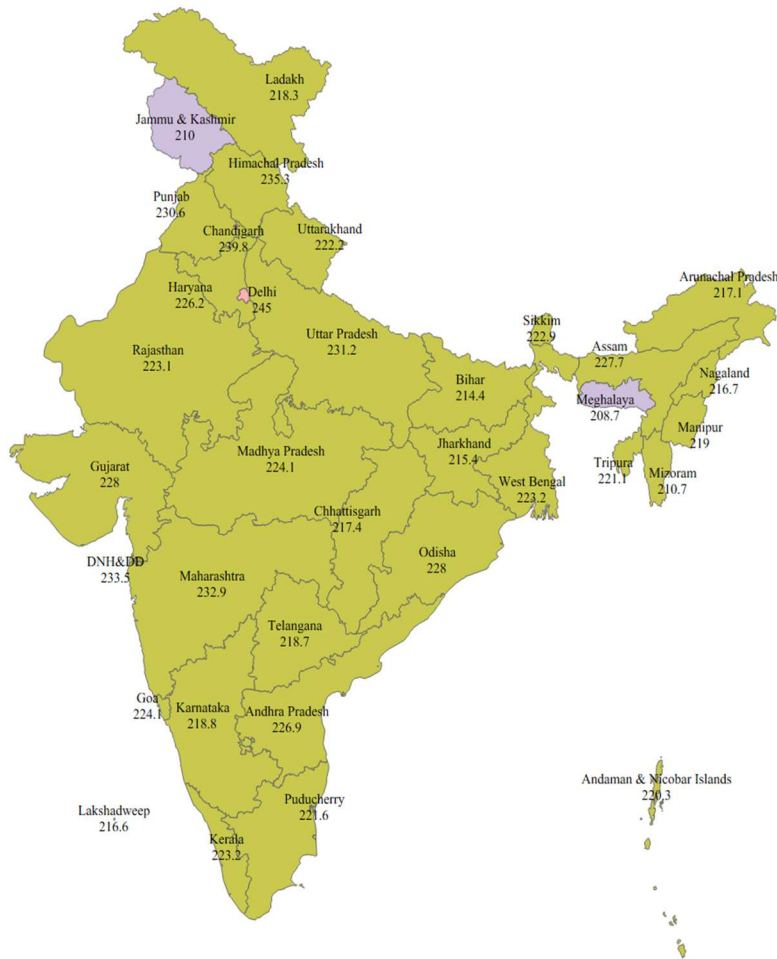 Ladakh
218.3
Jammu & Kashmir
210
Himachal Pradesh
235.3
Punjab
230.6
Chandigarh
239.8
Uttarakhand
222.2
Haryana
226.2
Delhi
245
Arunachal Pradesh
217.1
Sikkim
222.9
Uttar Pradesh
231.2
Rajasthan
223.1
Assam
227.7
Nagaland
216.7
Bihar
214.4
Meghalaya
208.7
Manipur
219
Jharkhand
215.4
Madhya Pradesh
224.1
Gujarat
228
Tripura
221.1
Mizoram
210.7
West Bengal
223.2
Chhattisgarh
217.4
Odisha
228
DNH&DD
233.5
Maharashtra
232.9
Telangana
218.7
Goa
224.1
Karnataka
218.8
Andhra Pradesh
226.9
Andaman & Nicobar Islands
220.3
Puducherry
221.6
Lakshadweep
216.6
Kerala
223.2